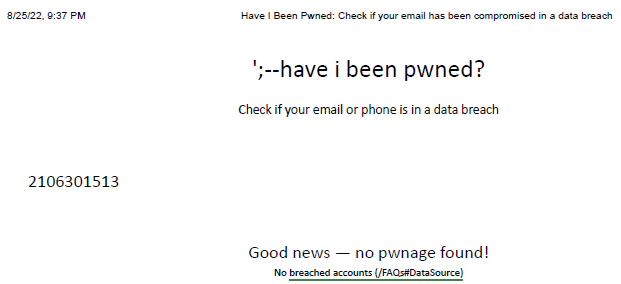 8/25/22, 9:37 PM Have I Been Pwned: Check if your email has been compromised in a data breach
';--have i been pwned?
Check if your email or phone is in a data breach
2106301513
Good news — no pwnage found!
No breached accounts (/FAQs#DataSource)